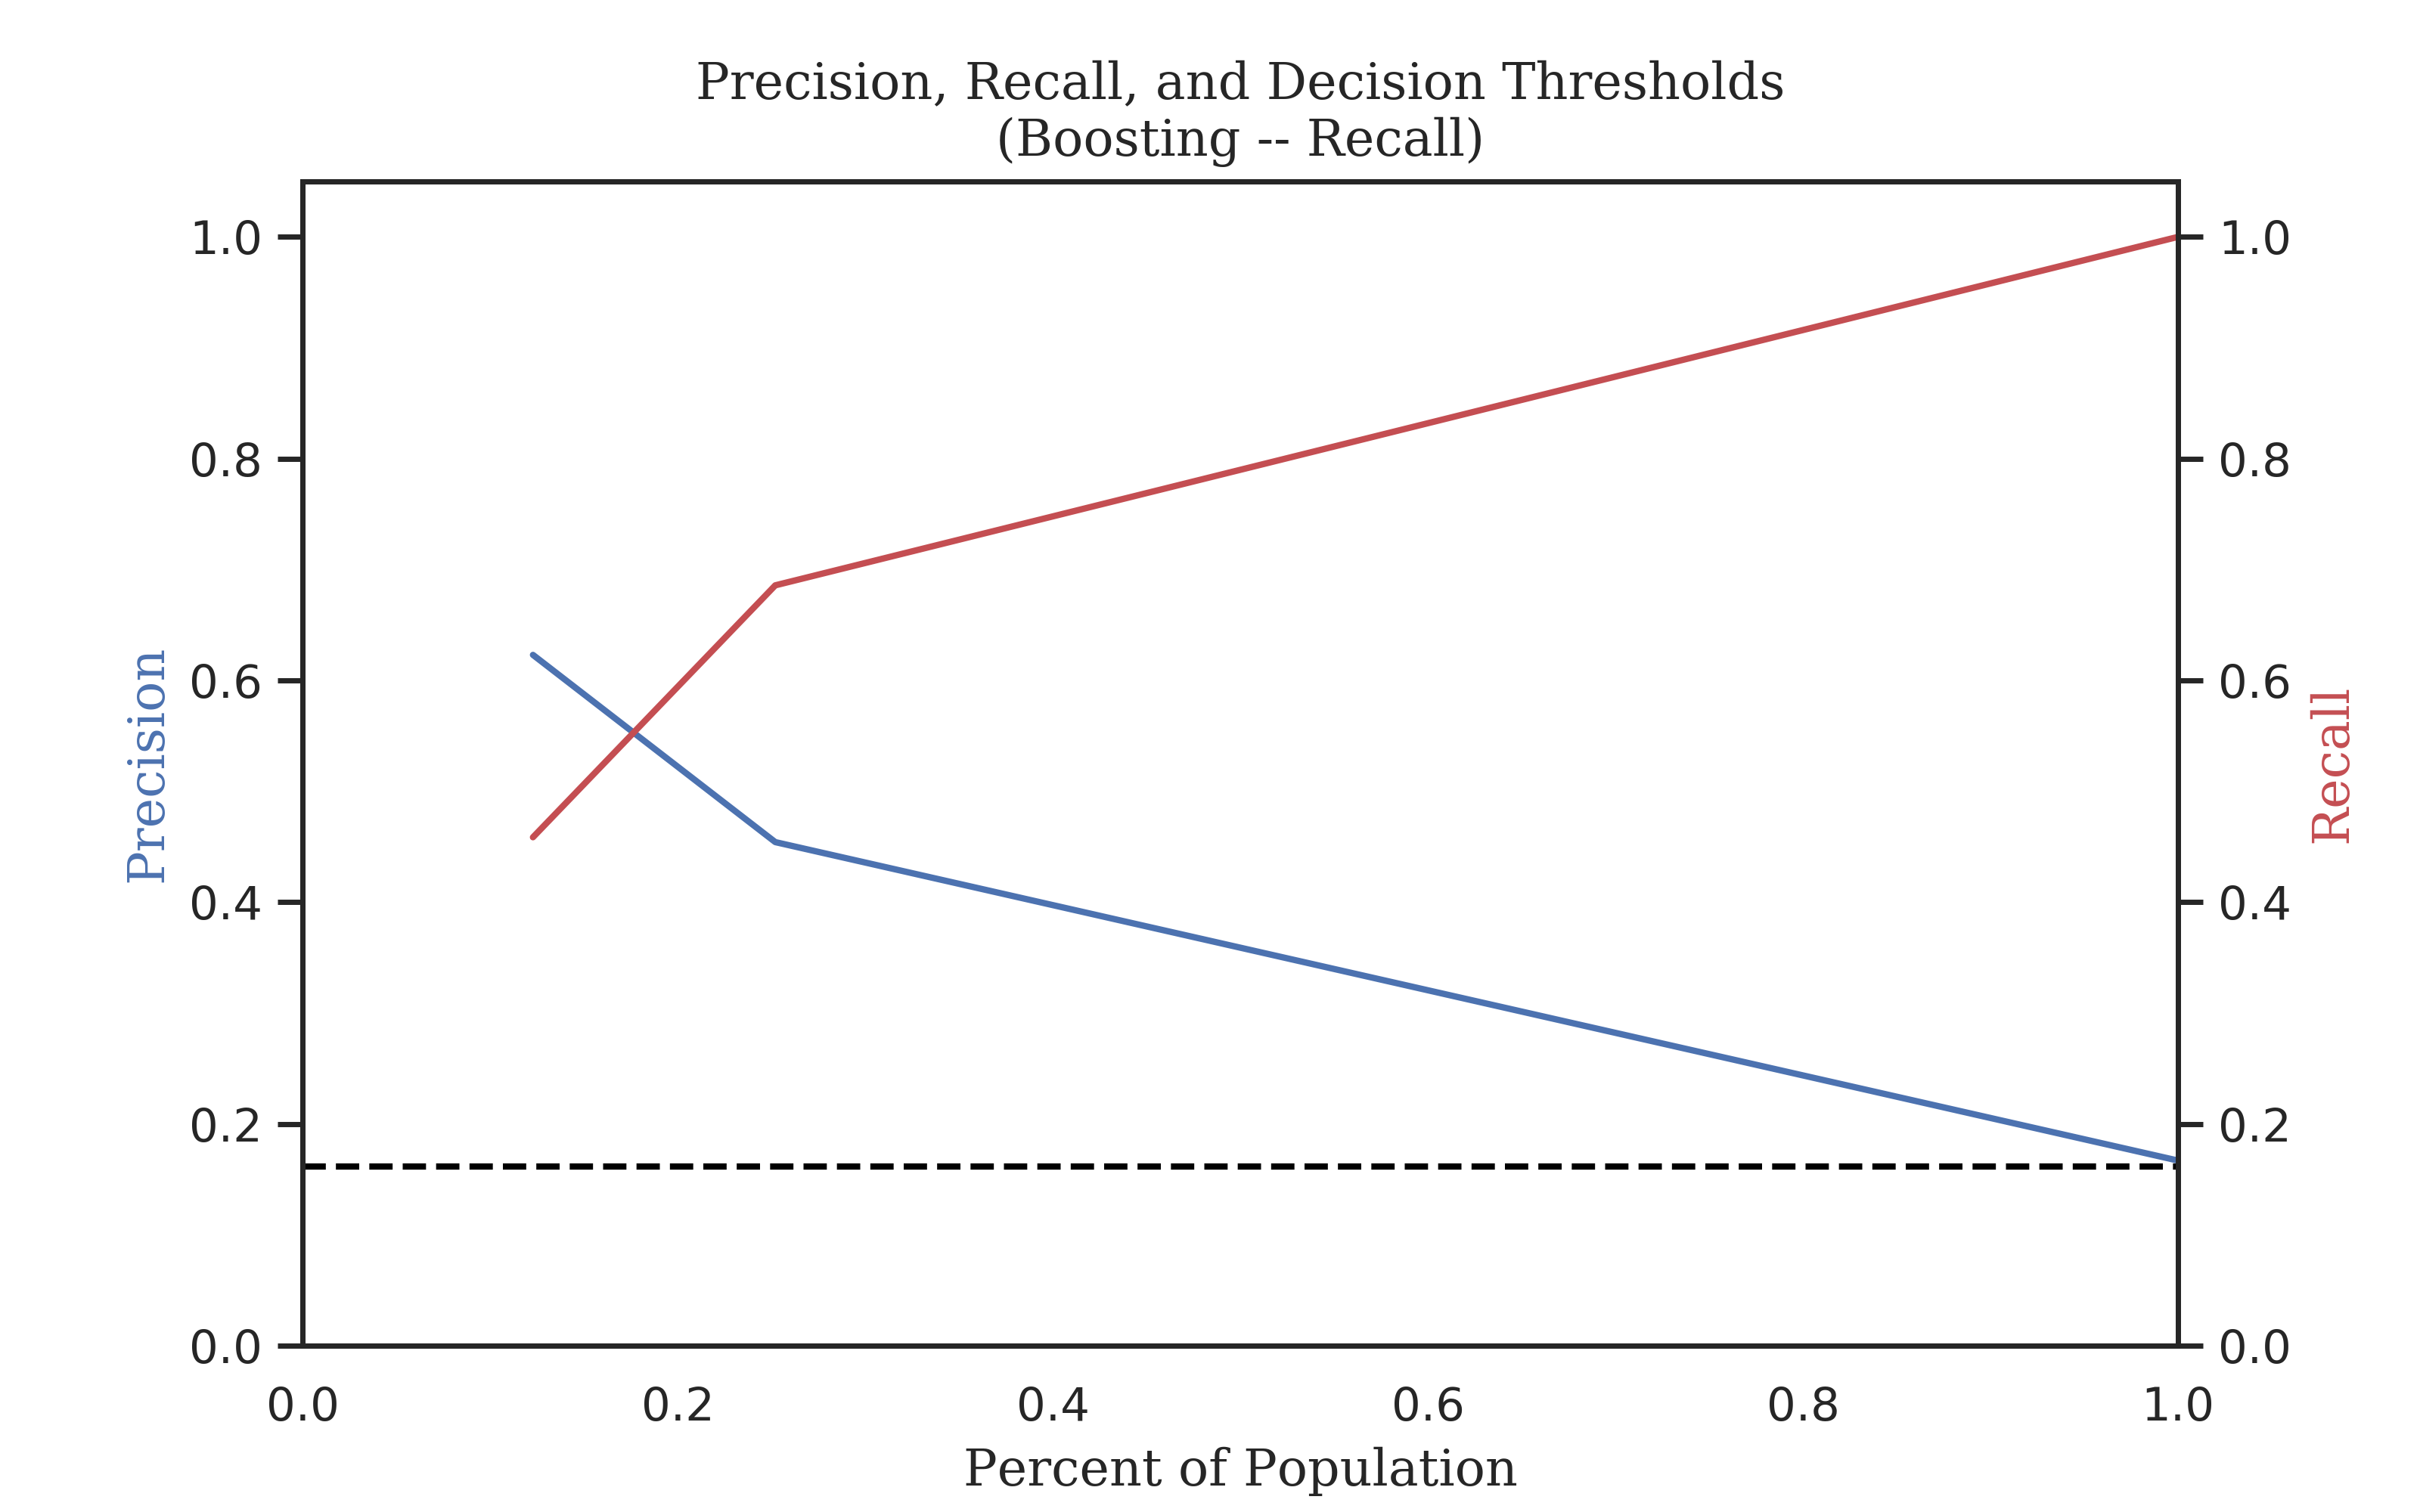 Precision, Recall, and Decision Thresholds
(Boosting -- Recall)
Precision
1.0
0.8
0.6
0.4
0.2
0.0
1.0
0.8
0.6
0.4
0.2
0.0
Recall
0.0 0.2 0.4 0.6 0.8 1.0
Percent of Population